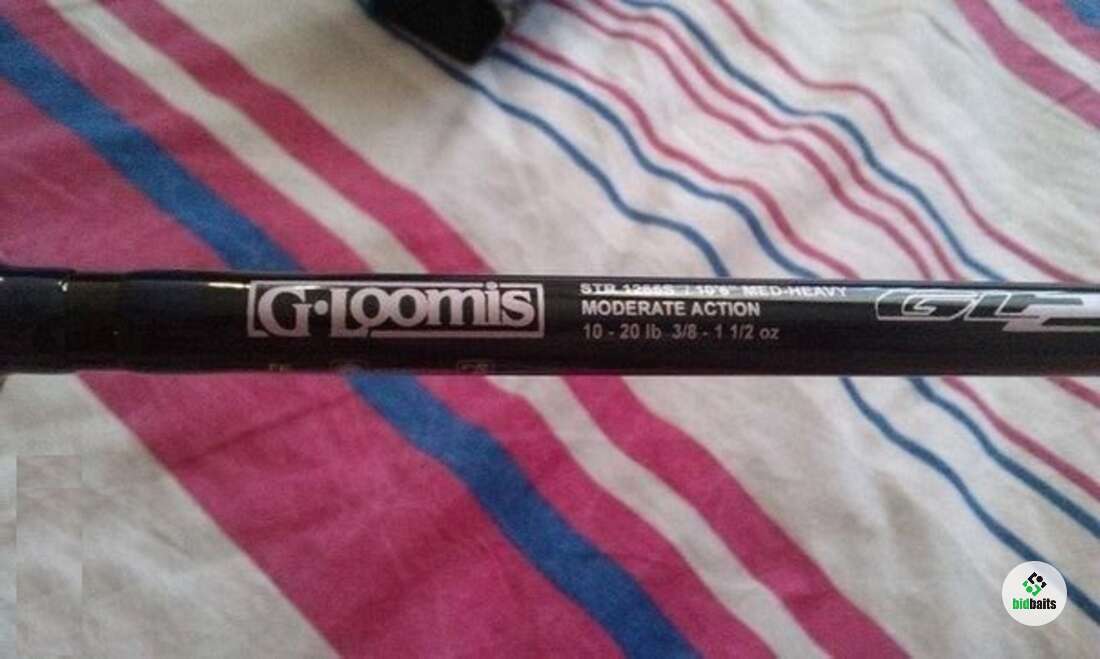 G·Loomis
STR 1265S / 10'6" MED-HEAVY
MODERATE ACTION
10 - 20 lb 3/8 - 1 1/2 oz
bidbaits